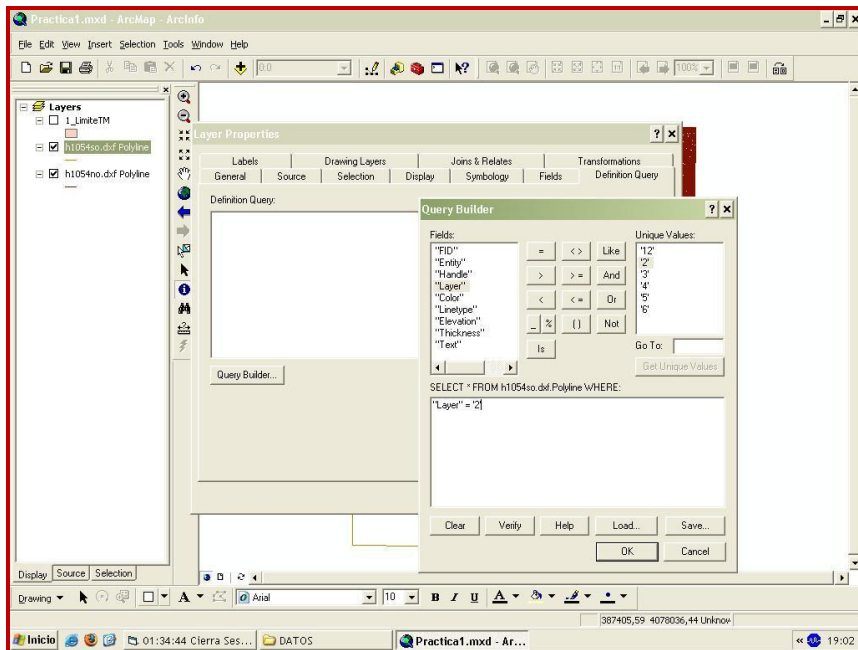 Practica1.mxd - ArcMap - ArcInfo
File Edit View Insert Selection Tools Window Help
0:0
100%
Layers
1_LimiteTM
h1054so.dxf Polyline
h1054no.dxf Polyline
Layer Properties
Labels Drawing Layers Joins & Relates Transformations
General Source Selection Display Symbology Fields Definition Query
Definition Query:
Query Builder...
Query Builder
Fields:
"FID"
"Entity"
"Handle"
"Layer"
"Color"
"Linetype"
"Elevation"
"Thickness"
"Text"
= < > Like
> > = And
< < = Or
_ % () Not
Is
Unique Values:
'12'
'2'
'3'
'4'
'5'
'6'
Go To:
Get Unique Values
SELECT * FROM h1054so.dxf.Polyline WHERE:
"Layer" = '2'
Clear Verify Help Load... Save...
OK Cancel
Display Source Selection
Drawing A Arial 10 B I U A
387405,59 4078036,44 Unknow
Inicio 01:34:44 Cierra Ses... DATOS Practica1.mxd - Ar... 19:02